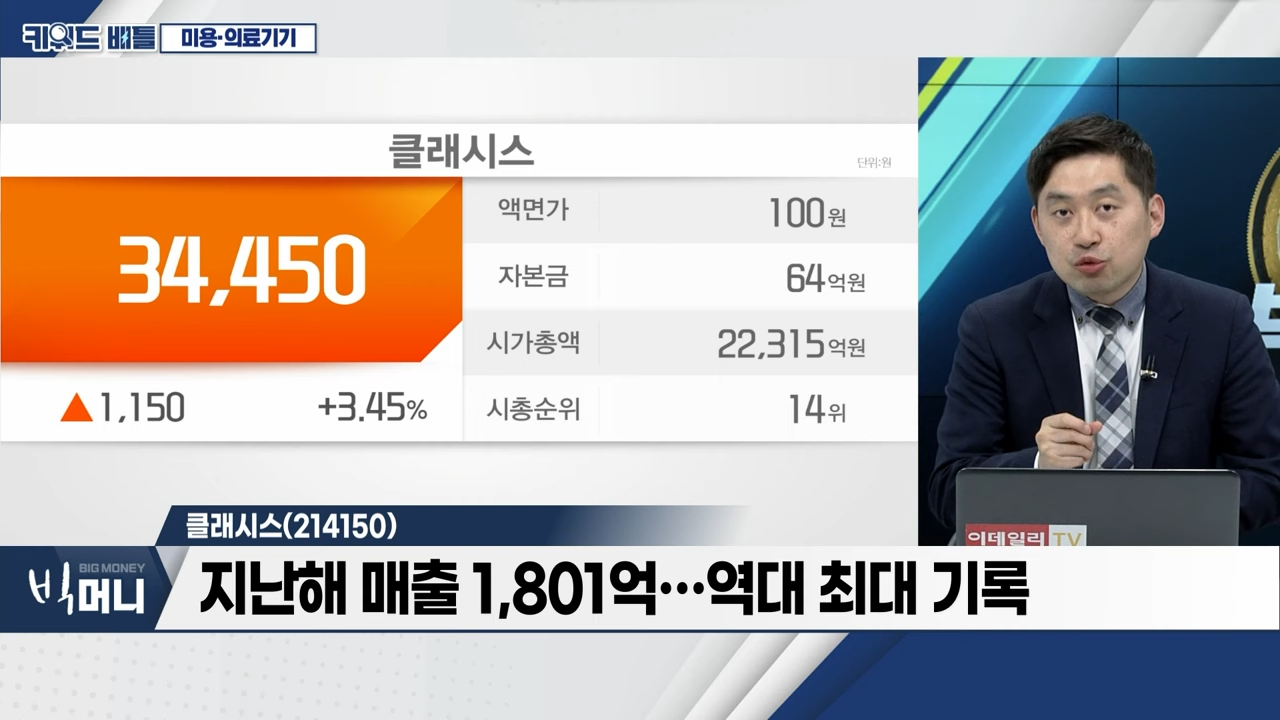 키워드 배틀 미용·의료기기
클래시스
단위:원
34,450
▲1,150 +3.45%
액면가 100원
자본금 64억원
시가총액 22,315억원
시총순위 14위
이데일리 TV
클래시스(214150)
BIG MONEY
빅머니
지난해 매출 1,801억…역대 최대 기록